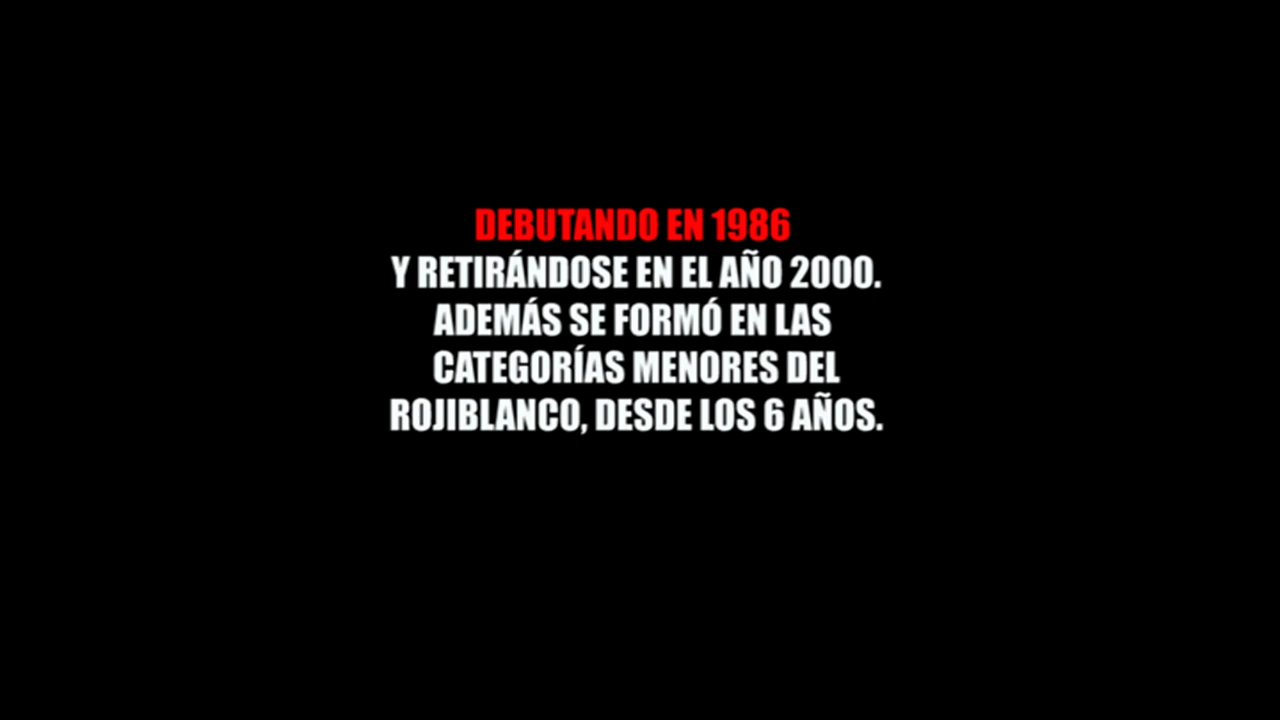 DEBUTANDO EN 1986
Y RETIRÁNDOSE EN EL AÑO 2000.
ADEMÁS SE FORMÓ EN LAS
CATEGORÍAS MENORES DEL
ROJIBLANCO, DESDE LOS 6 AÑOS.